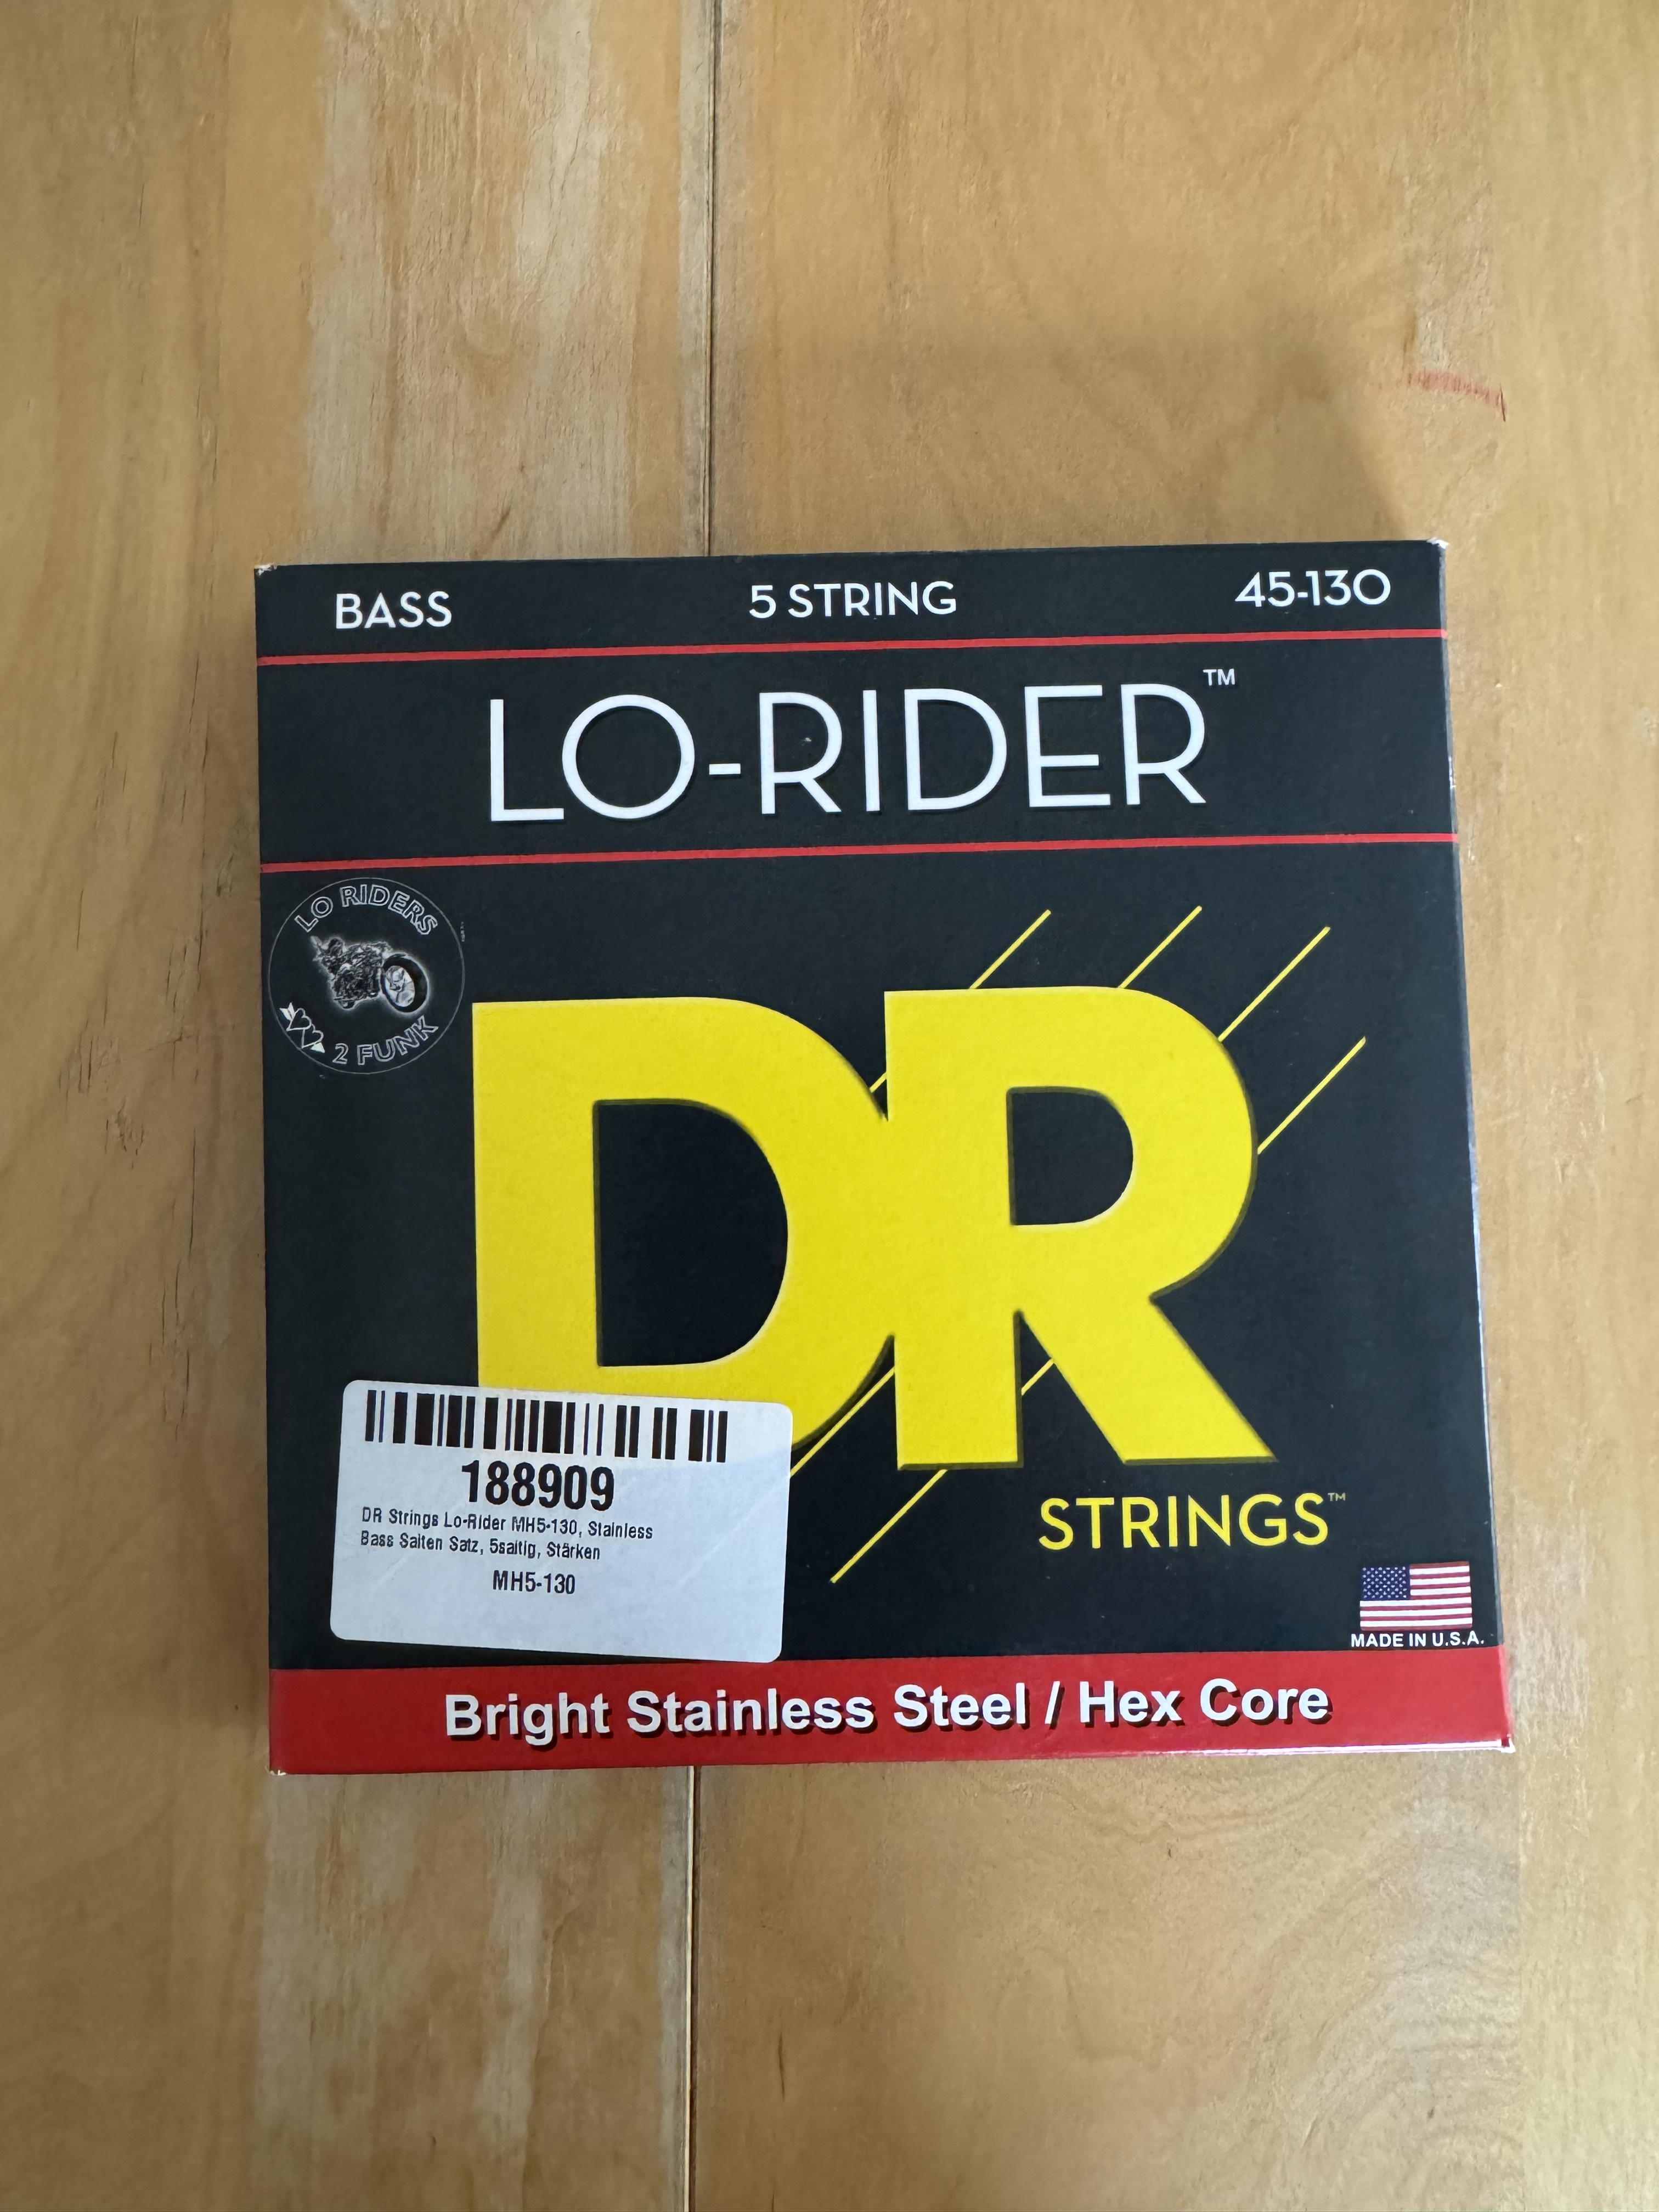 BASS 5 STRING 45-130
LO-RIDER™
LO RIDERS
2 FUNK
DR
STRINGS™
188909
DR Strings Lo-Rider MH5-130, Stainless
Bass Saiten Satz, 5saitig, Stärken
MH5-130
MADE IN U.S.A.
Bright Stainless Steel / Hex Core